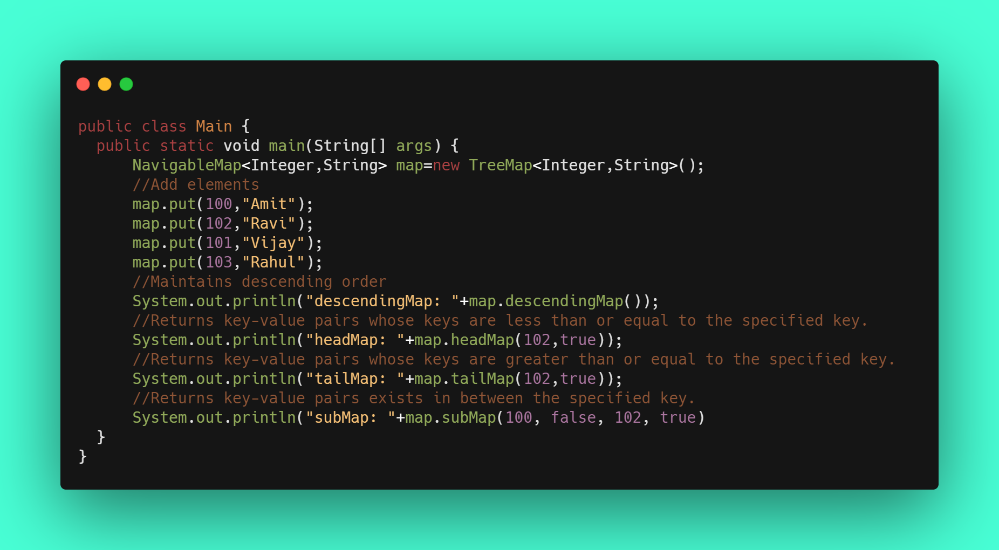 public class Main {
  public static void main(String[] args) {
      NavigableMap<Integer,String> map=new TreeMap<Integer,String>();
      //Add elements
      map.put(100,"Amit");
      map.put(102,"Ravi");
      map.put(101,"Vijay");
      map.put(103,"Rahul");
      //Maintains descending order
      System.out.println("descendingMap: "+map.descendingMap());
      //Returns key-value pairs whose keys are less than or equal to the specified key.
      System.out.println("headMap: "+map.headMap(102,true));
      //Returns key-value pairs whose keys are greater than or equal to the specified key.
      System.out.println("tailMap: "+map.tailMap(102,true));
      //Returns key-value pairs exists in between the specified key.
      System.out.println("subMap: "+map.subMap(100, false, 102, true)
  }
}